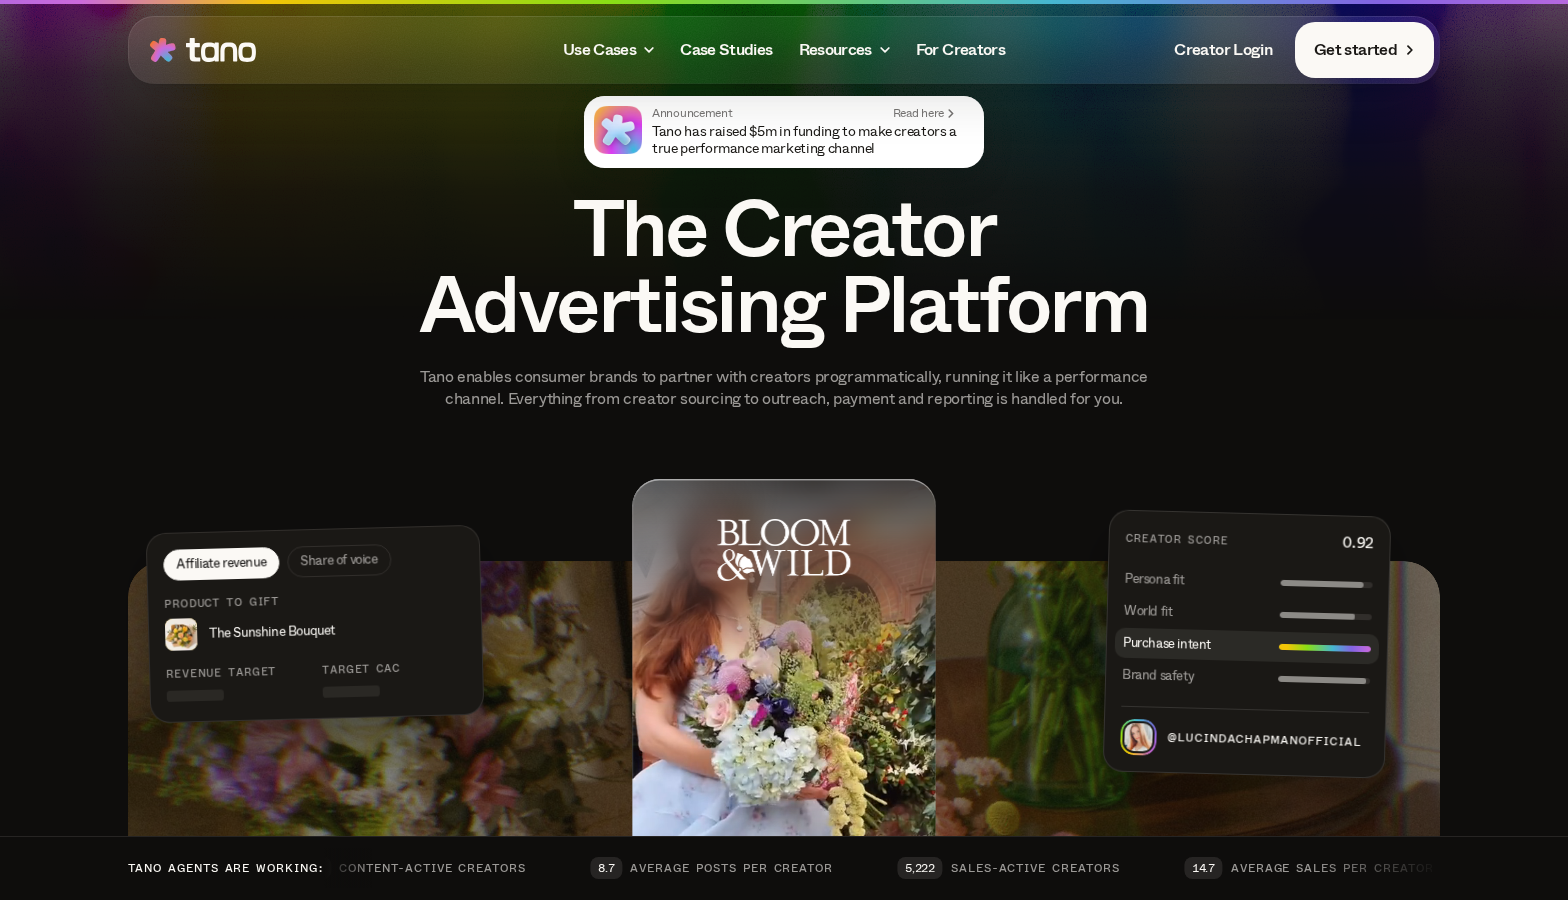 tano
Use Cases
Case Studies
Resources
For Creators
Creator Login
Get started
Announcement
Read here
Tano has raised $5m in funding to make creators a
true performance marketing channel
The Creator
Advertising Platform
Tano enables consumer brands to partner with creators programmatically, running it like a performance
channel. Everything from creator sourcing to outreach, payment and reporting is handled for you.
Affiliate revenue
Share of voice
PRODUCT TO GIFT
The Sunshine Bouquet
REVENUE TARGET
TARGET CAC
BLOOM
&WILD
CREATOR SCORE
0.92
Persona fit
World fit
Purchase intent
Brand safety
@LUCINDACHAPMANOFFICIAL
TANO AGENTS ARE WORKING:
CONTENT-ACTIVE CREATORS
8.7 AVERAGE POSTS PER CREATOR
5,222 SALES-ACTIVE CREATORS
14.7 AVERAGE SALES PER CREATOR